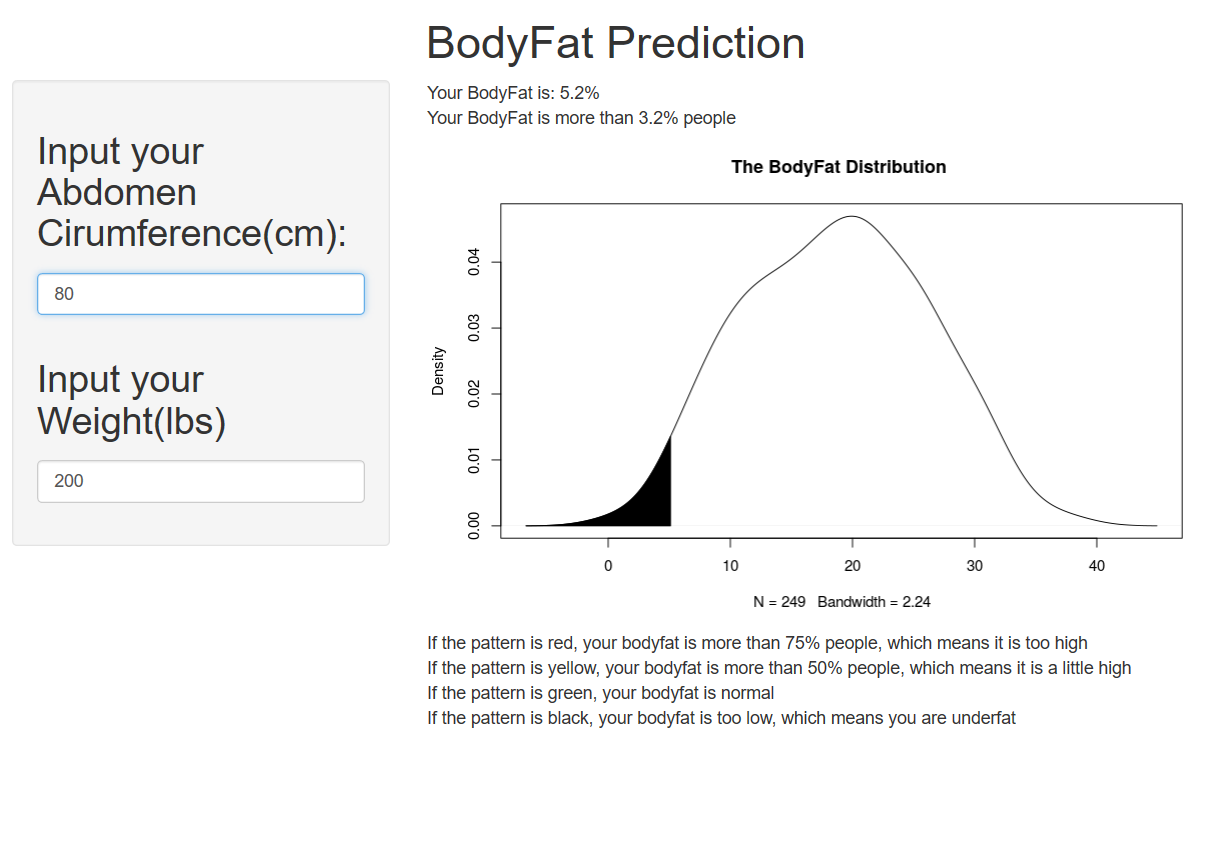 BodyFat Prediction
Your BodyFat is: 5.2%
Your BodyFat is more than 3.2% people
Input your
Abdomen
Cirumference(cm):
80
Input your
Weight(lbs)
200
The BodyFat Distribution
Density
0.04
0.03
0.02
0.01
0.00
0 10 20 30 40
N = 249 Bandwidth = 2.24
If the pattern is red, your bodyfat is more than 75% people, which means it is too high
If the pattern is yellow, your bodyfat is more than 50% people, which means it is a little high
If the pattern is green, your bodyfat is normal
If the pattern is black, your bodyfat is too low, which means you are underfat